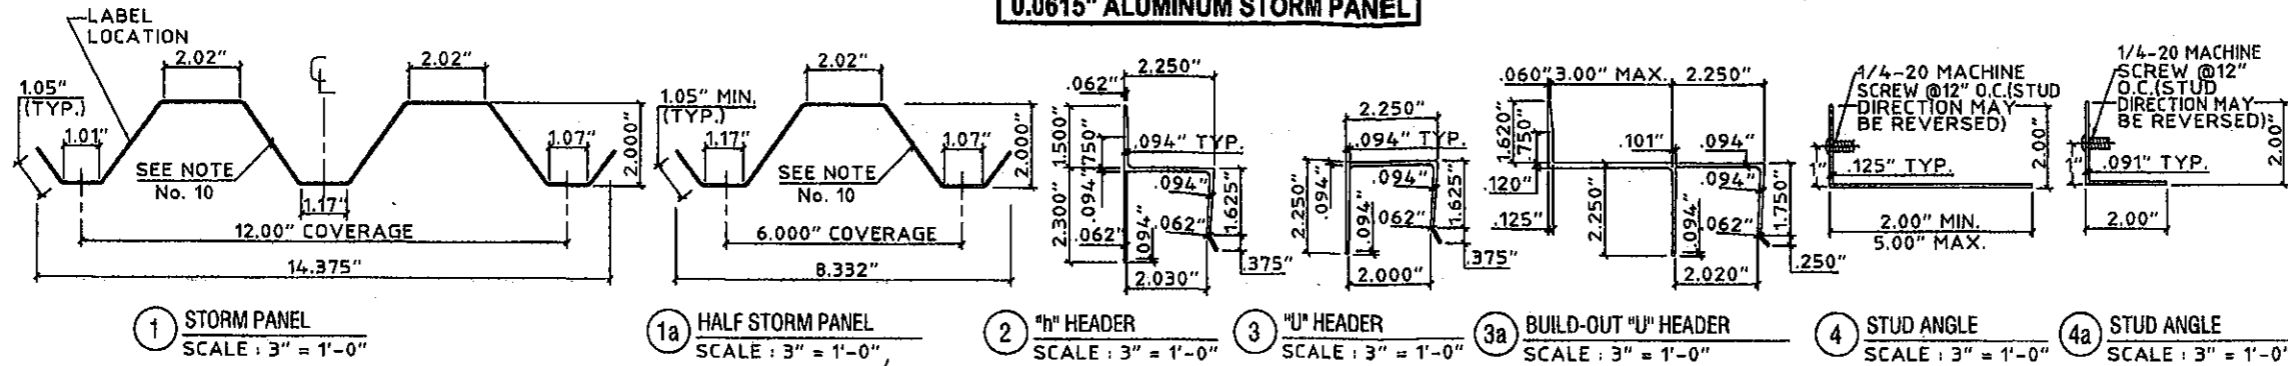 0.0615" ALUMINUM STORM PANEL
LABEL
LOCATION
2.02"
℄
2.02"
1.05"
(TYP.)
1.01"
1.07"
2.000"
SEE NOTE
No. 10
1.17"
12.00" COVERAGE
14.375"
1 STORM PANEL
SCALE : 3" = 1'-0"
2.02"
1.05" MIN.
(TYP.)
1.17"
1.07"
2.000"
SEE NOTE
No. 10
6.000" COVERAGE
8.332"
1a HALF STORM PANEL
SCALE : 3" = 1'-0"
2.250"
.062"
1.500"
.750"
.094" TYP.
.094"
.094"
2.300"
1.625"
.062"
.062"
.094"
.375"
2.030"
2 "h" HEADER
SCALE : 3" = 1'-0"
2.250"
.094" TYP.
.094"
.094"
2.250"
1.625"
.062"
.094"
.375"
2.000"
3 "U" HEADER
SCALE : 3" = 1'-0"
.060"
3.00" MAX.
2.250"
1.620"
.750"
.101"
.094"
.120"
.094"
.125"
2.250"
1.750"
.062"
.094"
.250"
2.020"
3a BUILD-OUT "U" HEADER
SCALE : 3" = 1'-0"
1/4-20 MACHINE
SCREW @12" O.C.(STUD
DIRECTION MAY
BE REVERSED)
2.00"
1"
.125" TYP.
2.00" MIN.
5.00" MAX.
4 STUD ANGLE
SCALE : 3" = 1'-0"
1/4-20 MACHINE
SCREW @12"
O.C.(STUD
DIRECTION MAY
BE REVERSED)
2.00"
1"
.091" TYP.
2.00"
4a STUD ANGLE
SCALE : 3" = 1'-0"